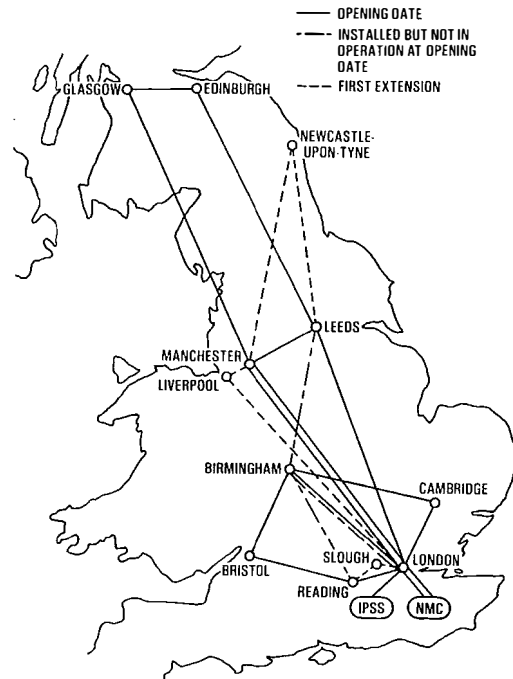 OPENING DATE
INSTALLED BUT NOT IN
OPERATION AT OPENING
DATE
FIRST EXTENSION
GLASGOW
EDINBURGH
NEWCASTLE-
UPON-TYNE
LEEDS
MANCHESTER
LIVERPOOL
BIRMINGHAM
CAMBRIDGE
SLOUGH
LONDON
BRISTOL
READING
IPSS
NMC